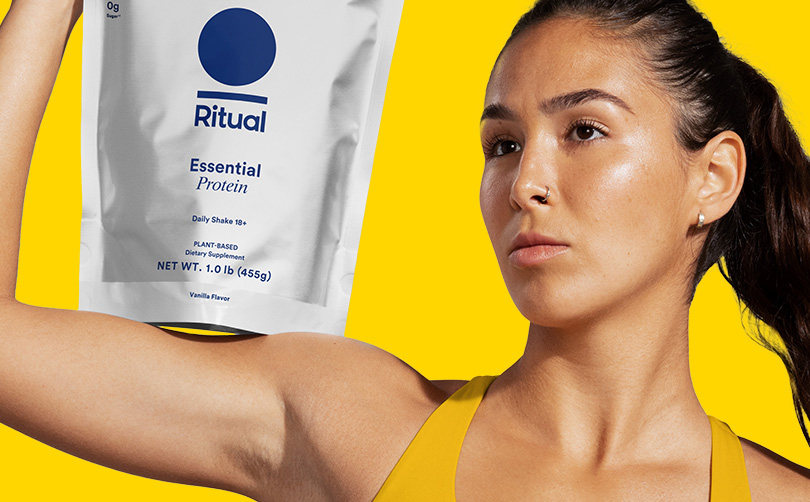 0g
Sugar**
Ritual
Essential
Protein
Daily Shake 18+
PLANT-BASED
Dietary Supplement
NET WT. 1.0 lb (455g)
Vanilla Flavor